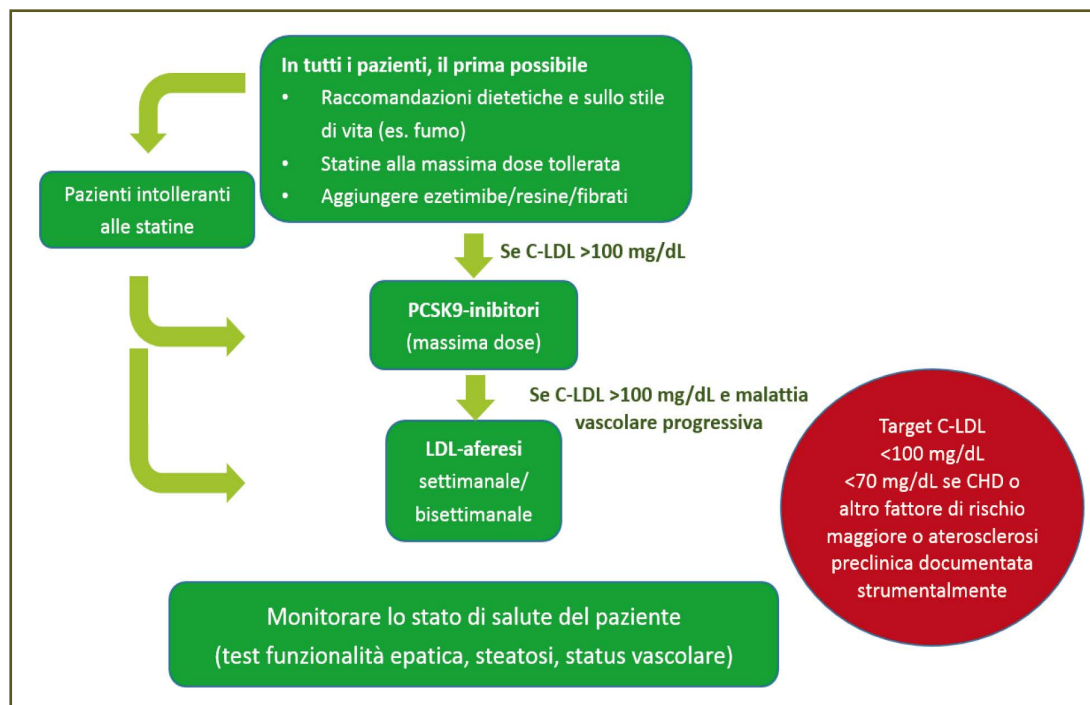 In tutti i pazienti, il prima possibile
• Raccomandazioni dietetiche e sullo stile
di vita (es. fumo)
• Statine alla massima dose tollerata
• Aggiungere ezetimibe/resine/fibrati
Pazienti intolleranti
alle statine
Se C-LDL >100 mg/dL
PCSK9-inibitori
(massima dose)
Se C-LDL >100 mg/dL e malattia
vascolare progressiva
LDL-aferesi
settimanale/
bisettimanale
Target C-LDL
<100 mg/dL
<70 mg/dL se CHD o
altro fattore di rischio
maggiore o aterosclerosi
preclinica documentata
strumentalmente
Monitorare lo stato di salute del paziente
(test funzionalità epatica, steatosi, status vascolare)